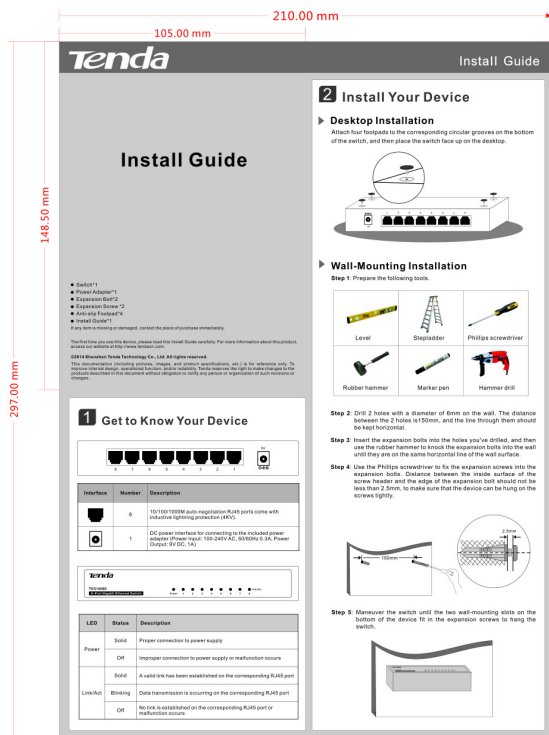 210.00 mm
105.00 mm
297.00 mm
148.50 mm
Tenda
Install Guide
Install Guide
Switch*1
Power Adapter*1
Expansion Bolt*2
Expansion Screw *2
Anti-slip Footpad*4
Install Guide*1
If any item is missing or damaged, contact the place of purchase immediately.
The first time you use this device, please read this Install Guide carefully. For more information about this product,
access our website at http://www.tendacn.com.
©2014 Shenzhen Tenda Technology Co., Ltd. All rights reserved.
This documentation (including pictures, images, and product specifications, etc.) is for reference only. To
improve internal design, operational function, and/or reliability, Tenda reserves the right to make changes to the
products described in this document without obligation to notify any person or organization of such revisions or
changes.
1 Get to Know Your Device
9V
8 7 6 5 4 3 2 1
Interface Number Description
8 10/100/1000M auto-negotiation RJ45 ports come with
inductive lightning protection (4KV).
1 DC power interface for connecting to the included power
adapter (Power Input: 100-240V AC, 50/60Hz 0.3A; Power
Output: 9V DC, 1A)
Tenda
8-Port Gigabit Ethernet Switch
Power 1 2 3 4 5 6 7 8 Link/Act
LED Status Description
Power
Solid Proper connection to power supply
Off Improper connection to power supply or malfunction occurs
Link/Act
Solid A valid link has been established on the corresponding RJ45 port
Blinking Data transmission is occurring on the corresponding RJ45 port
Off No link is established on the corresponding RJ45 port or
malfunction occurs
2 Install Your Device
Desktop Installation
Attach four footpads to the corresponding circular grooves on the bottom
of the switch, and then place the switch face up on the desktop.
Wall-Mounting Installation
Step 1: Prepare the following tools.
Level Stepladder Phillips screwdriver
Rubber hammer Marker pen Hammer drill
Step 2: Drill 2 holes with a diameter of 6mm on the wall. The distance
between the 2 holes is150mm, and the line through them should
be kept horizontal.
Step 3: Insert the expansion bolts into the holes you've drilled, and then
use the rubber hammer to knock the expansion bolts into the wall
until they are on the same horizontal line of the wall surface.
Step 4: Use the Phillips screwdriver to fix the expansion screws into the
expansion bolts. Distance between the inside surface of the
screw header and the edge of the expansion bolt should not be
less than 2.5mm, to make sure that the device can be hung on the
screws tightly.
2.5mm
150mm
Step 5: Maneuver the switch until the two wall-mounting slots on the
bottom of the device fit in the expansion screws to hang the
switch.